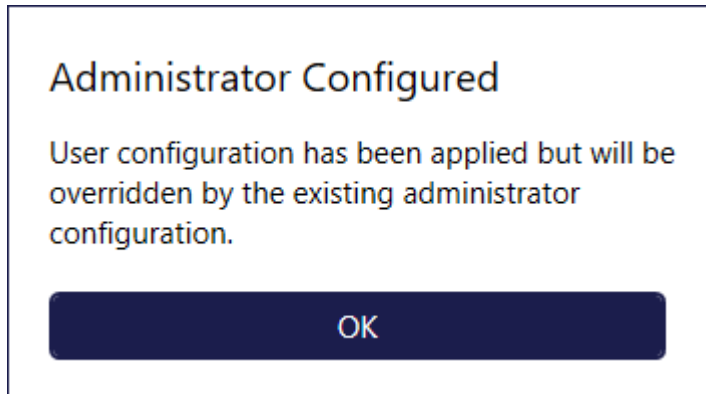 Administrator Configured
User configuration has been applied but will be
overridden by the existing administrator
configuration.
OK